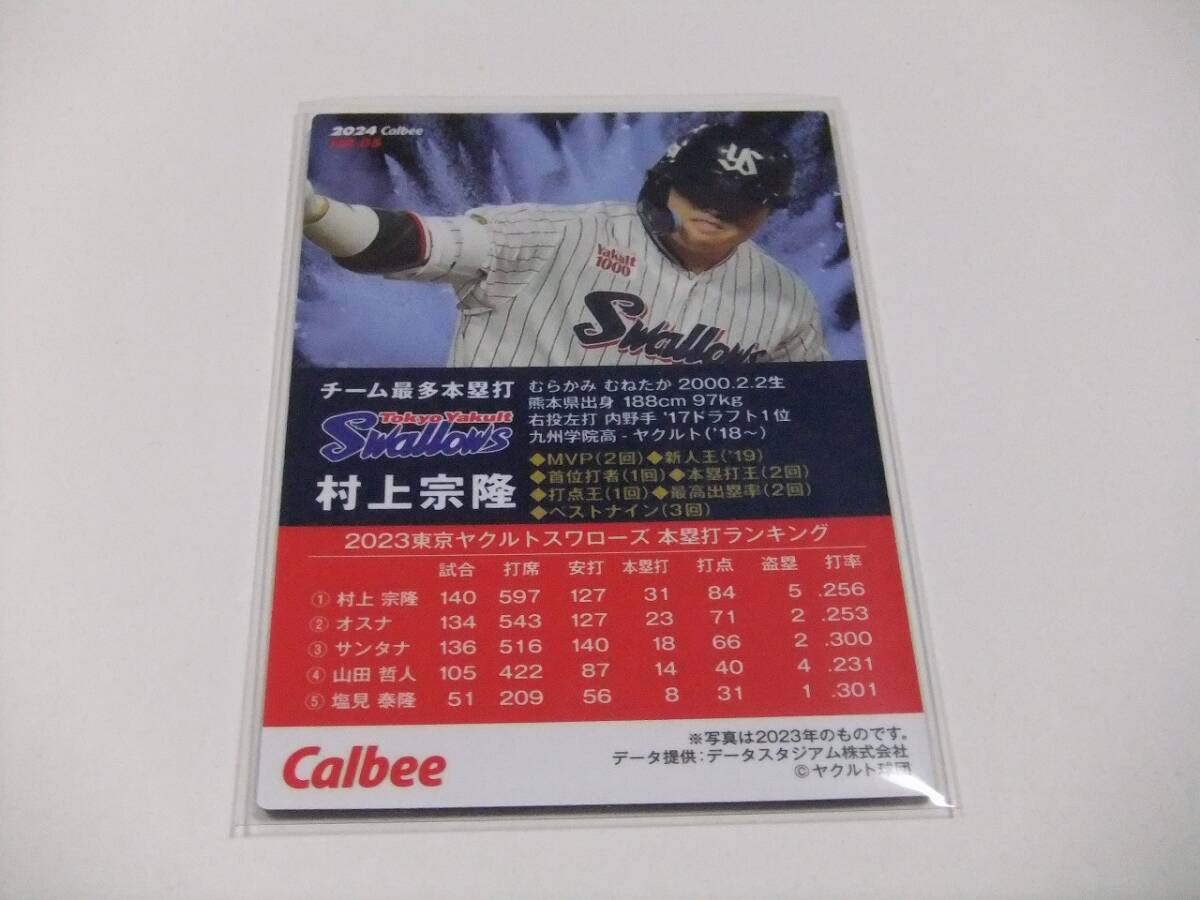 2024 Calbee
HR-05
YS
Yakult
1000
Swallows
チーム最多本塁打
Tokyo Yakult
Swallows
村上宗隆
むらかみ むねたか 2000.2.2生
熊本県出身 188cm 97kg
右投左打 内野手 '17ドラフト1位
九州学院高 - ヤクルト('18〜)
◆MVP(2回)◆新人王('19)
◆首位打者(1回)◆本塁打王(2回)
◆打点王(1回)◆最高出塁率(2回)
◆ベストナイン(3回)
2023東京ヤクルトスワローズ 本塁打ランキング
試合 打席 安打 本塁打 打点 盗塁 打率
① 村上 宗隆 140 597 127 31 84 5 .256
② オスナ 134 543 127 23 71 2 .253
③ サンタナ 136 516 140 18 66 2 .300
④ 山田 哲人 105 422 87 14 40 4 .231
⑤ 塩見 泰隆 51 209 56 8 31 1 .301
Calbee
※写真は2023年のものです。
データ提供:データスタジアム株式会社
©ヤクルト球団